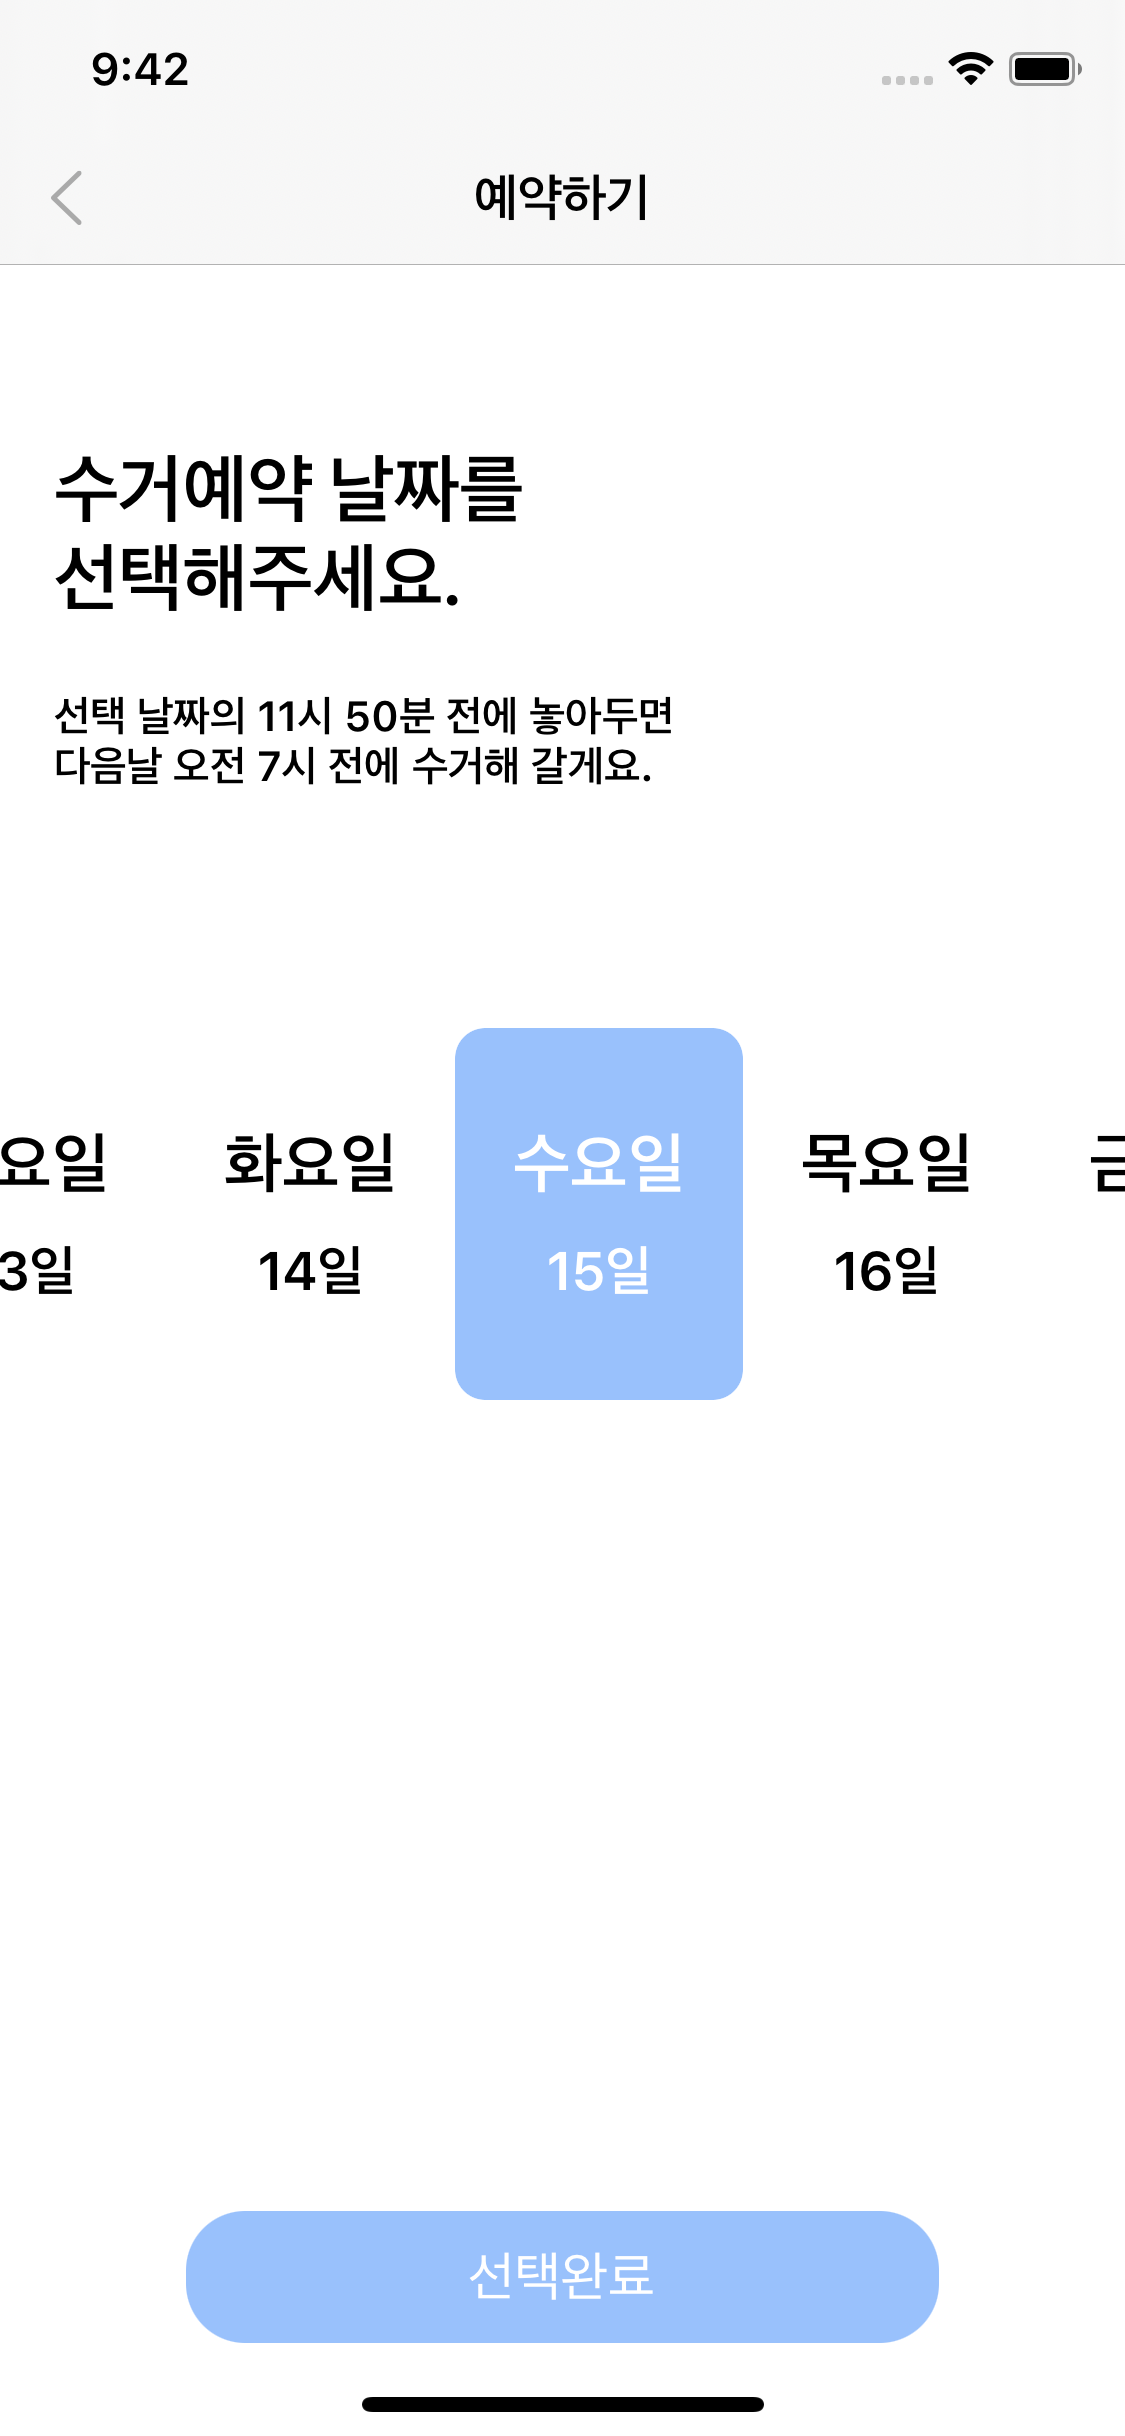 9:42
예약하기
수거예약 날짜를
선택해주세요.
선택 날짜의 11시 50분 전에 놓아두면
다음날 오전 7시 전에 수거해 갈게요.
요일 화요일 수요일 목요일 금
3일 14일 15일 16일
선택완료